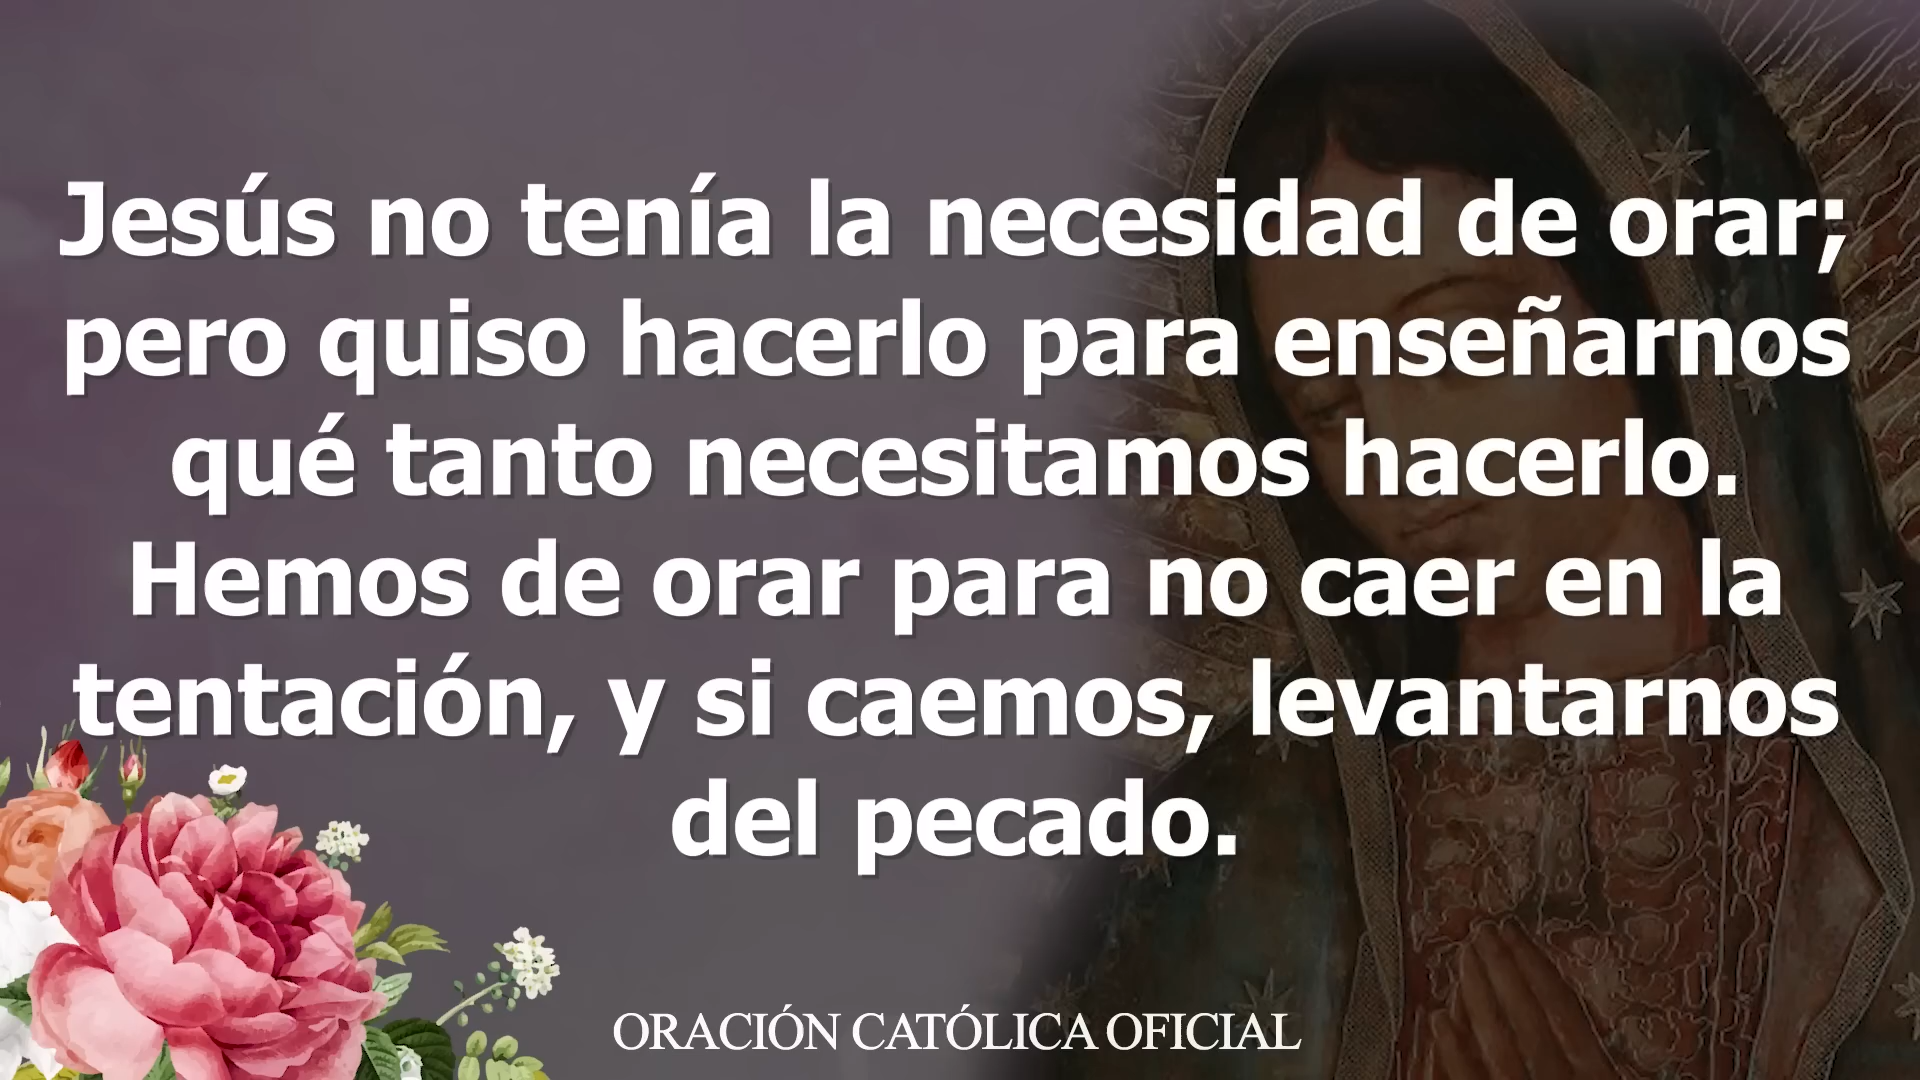 Jesús no tenía la necesidad de orar;
pero quiso hacerlo para enseñarnos
qué tanto necesitamos hacerlo.
Hemos de orar para no caer en la
tentación, y si caemos, levantarnos
del pecado.
ORACIÓN CATÓLICA OFICIAL